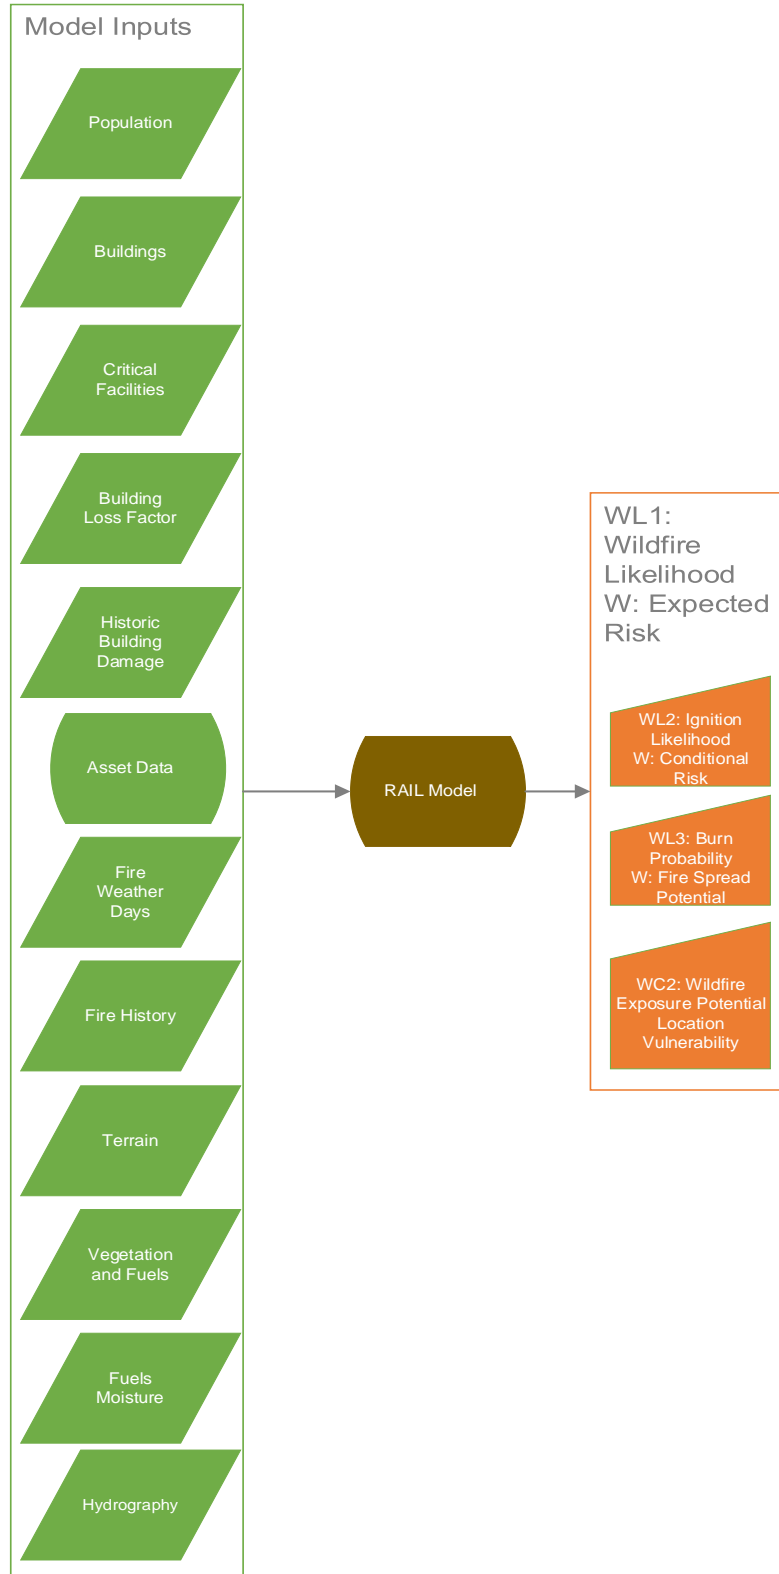 Model Inputs
Population
Buildings
Critical
Facilities
Building
Loss Factor
Historic
Building
Damage
Asset Data
Fire
Weather
Days
Fire History
Terrain
Vegetation
and Fuels
Fuels
Moisture
Hydrography
RAIL Model
WL1:
Wildfire
Likelihood
W: Expected
Risk
WL2: Ignition
Likelihood
W: Conditional
Risk
WL3: Burn
Probability
W: Fire Spread
Potential
WC2: Wildfire
Exposure Potential
Location
Vulnerability